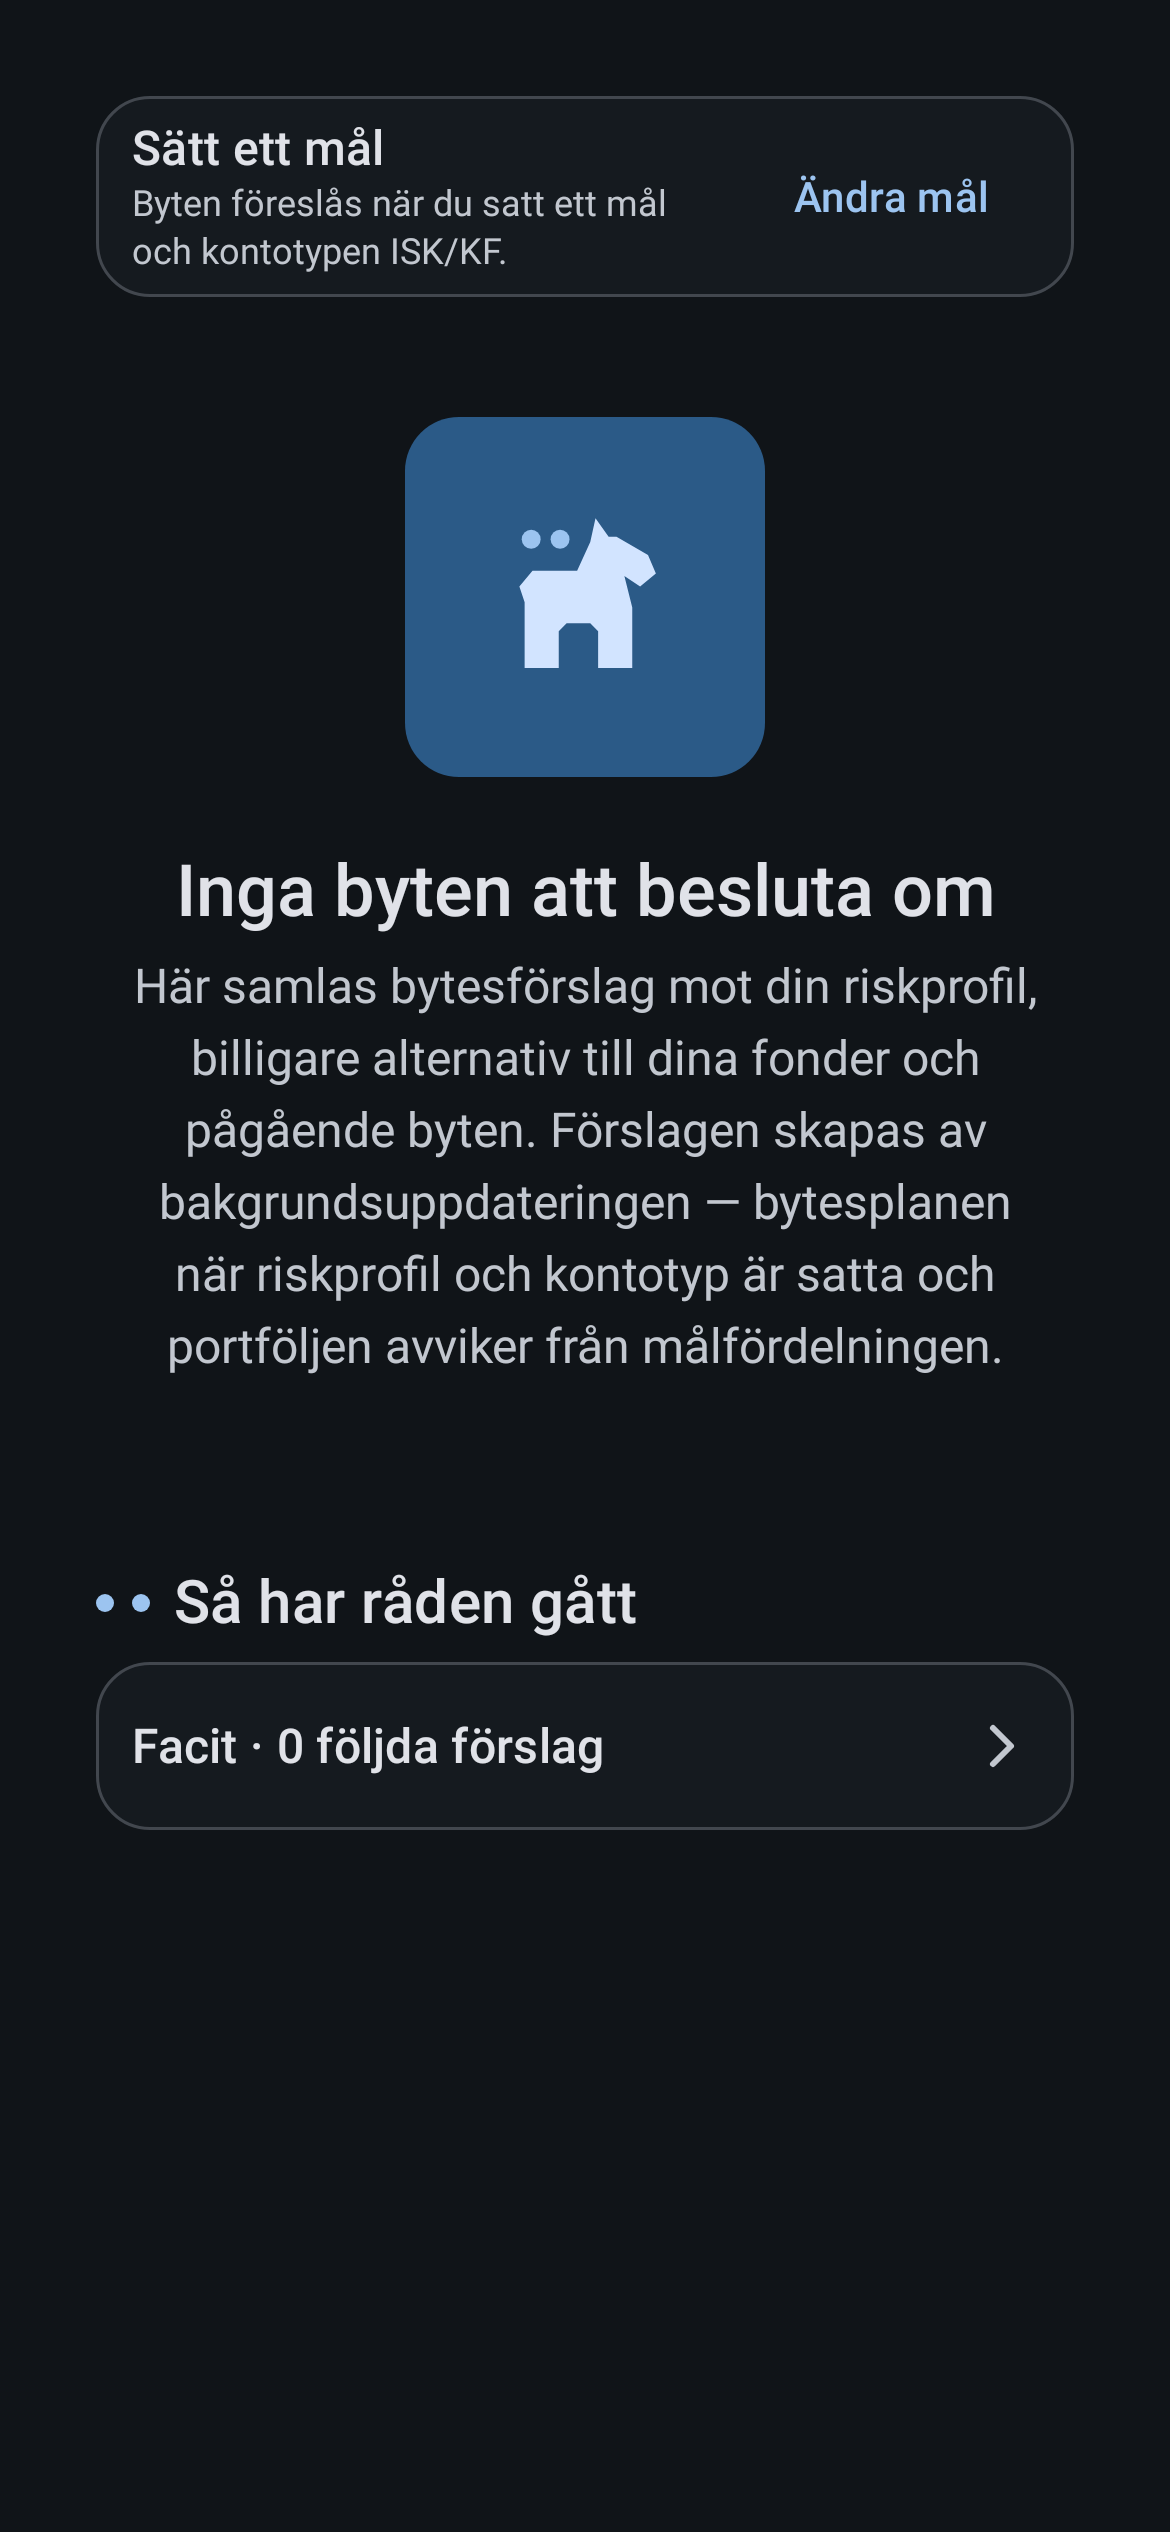 Sätt ett mål
Byten föreslås när du satt ett mål
och kontotypen ISK/KF.
Ändra mål
Inga byten att besluta om
Här samlas bytesförslag mot din riskprofil,
billigare alternativ till dina fonder och
pågående byten. Förslagen skapas av
bakgrundsuppdateringen — bytesplanen
när riskprofil och kontotyp är satta och
portföljen avviker från målfördelningen.
Så har råden gått
Facit · 0 följda förslag